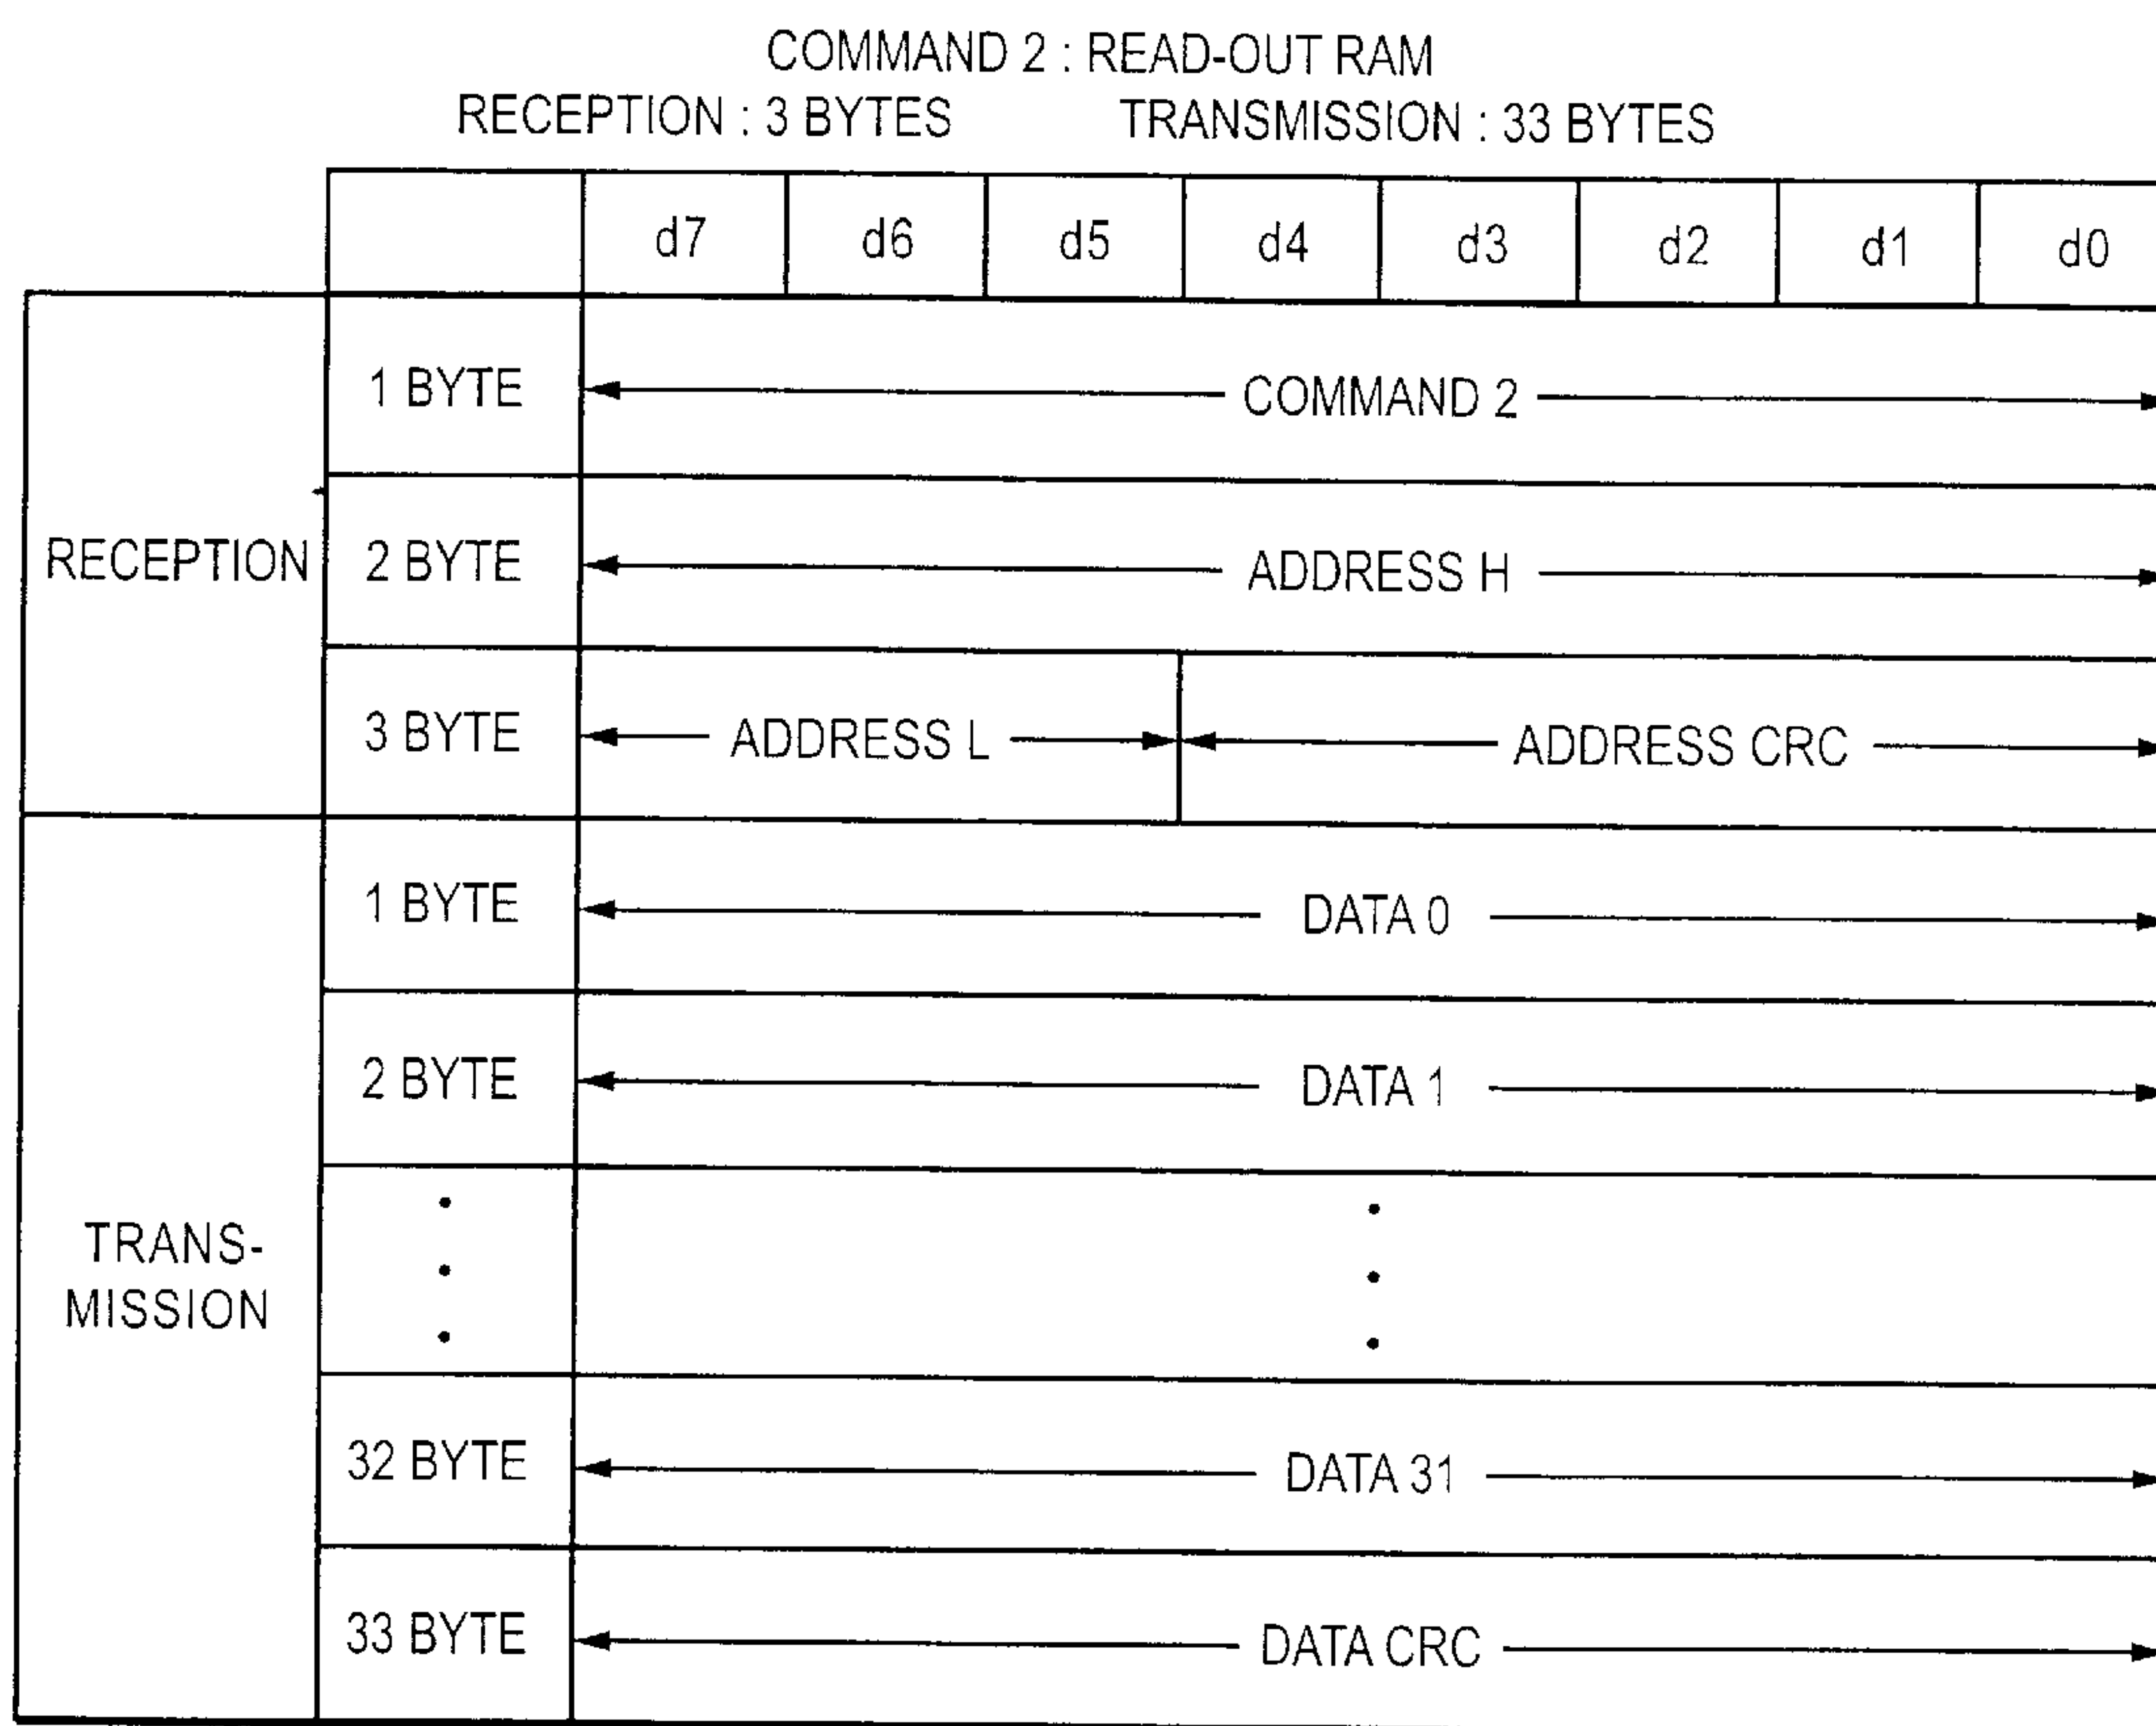 COMMAND 2 : READ-OUT RAM
RECEPTION : 3 BYTES TRANSMISSION : 33 BYTES
d7 d6 d5 d4 d3 d2 d1 d0
RECEPTION
1 BYTE COMMAND 2
2 BYTE ADDRESS H
3 BYTE ADDRESS L ADDRESS CRC
TRANS-
MISSION
1 BYTE DATA 0
2 BYTE DATA 1
32 BYTE DATA 31
33 BYTE DATA CRC